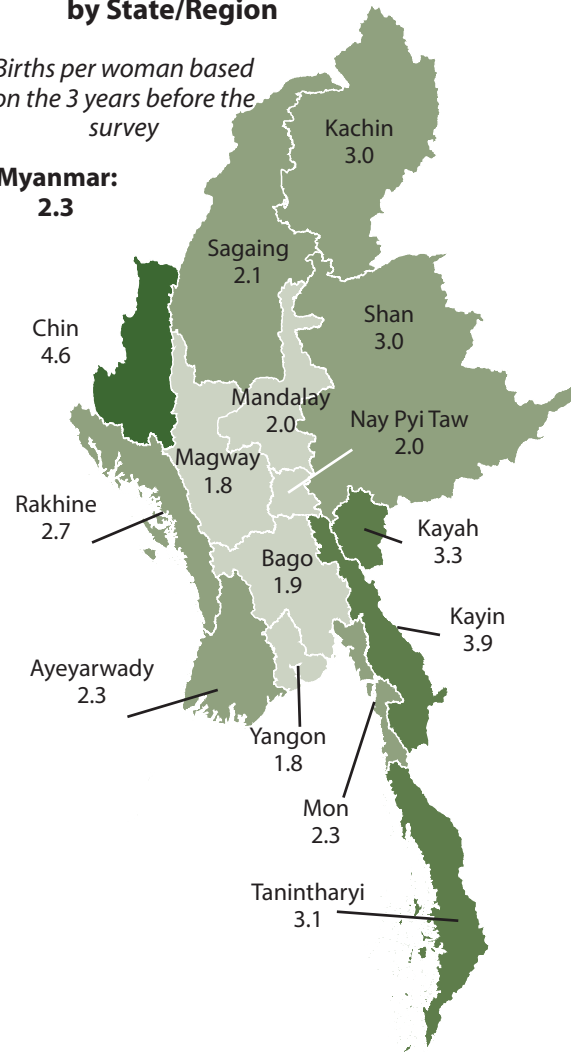 by State/Region
Births per woman based
on the 3 years before the
survey
Myanmar:
2.3
Kachin
3.0
Sagaing
2.1
Shan
3.0
Chin
4.6
Mandalay
2.0
Nay Pyi Taw
2.0
Magway
1.8
Rakhine
2.7
Kayah
3.3
Bago
1.9
Kayin
3.9
Ayeyarwady
2.3
Yangon
1.8
Mon
2.3
Tanintharyi
3.1